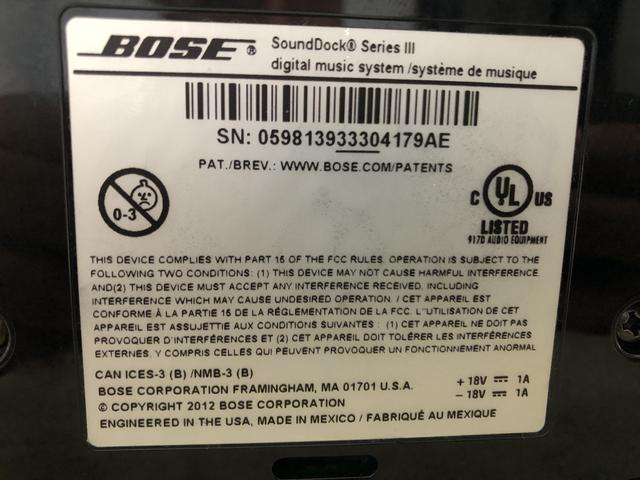 BOSE®
SoundDock® Series III
digital music system /système de musique
SN: 059813933304179AE
PAT./BREV.: WWW.BOSE.COM/PATENTS
0-3
C UL US
LISTED
917D AUDIO EQUIPMENT
THIS DEVICE COMPLIES WITH PART 15 OF THE FCC RULES. OPERATION IS SUBJECT TO THE
FOLLOWING TWO CONDITIONS: (1) THIS DEVICE MAY NOT CAUSE HARMFUL INTERFERENCE,
AND(2) THIS DEVICE MUST ACCEPT ANY INTERFERENCE RECEIVED, INCLUDING
INTERFERENCE WHICH MAY CAUSE UNDESIRED OPERATION. / CET APPAREIL EST
CONFORME À LA PARTIE 15 DE LA RÉGLEMENTATION DE LA FCC. L'UTILISATION DE CET
APPAREIL EST ASSUJETTIE AUX CONDITIONS SUIVANTES : (1) CET APPAREIL NE DOIT PAS
PROVOQUER D'INTERFÉRENCES ET (2) CET APPAREIL DOIT TOLÉRER LES INTERFÉRENCES
EXTERNES, Y COMPRIS CELLES QUI PEUVENT PROVOQUER UN FONCTIONNEMENT ANORMAL
CAN ICES-3 (B) /NMB-3 (B)
BOSE CORPORATION FRAMINGHAM, MA 01701 U.S.A.
© COPYRIGHT 2012 BOSE CORPORATION
ENGINEERED IN THE USA, MADE IN MEXICO / FABRIQUÉ AU MEXIQUE
+ 18V ⎓ 1A
− 18V ⎓ 1A